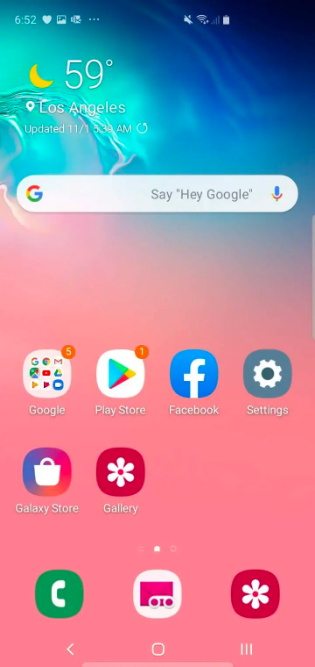 6:52
59°
Los Angeles
Updated 11/1 5:39 AM
Say "Hey Google"
5
1
Google
Play Store
Facebook
Settings
Galaxy Store
Gallery